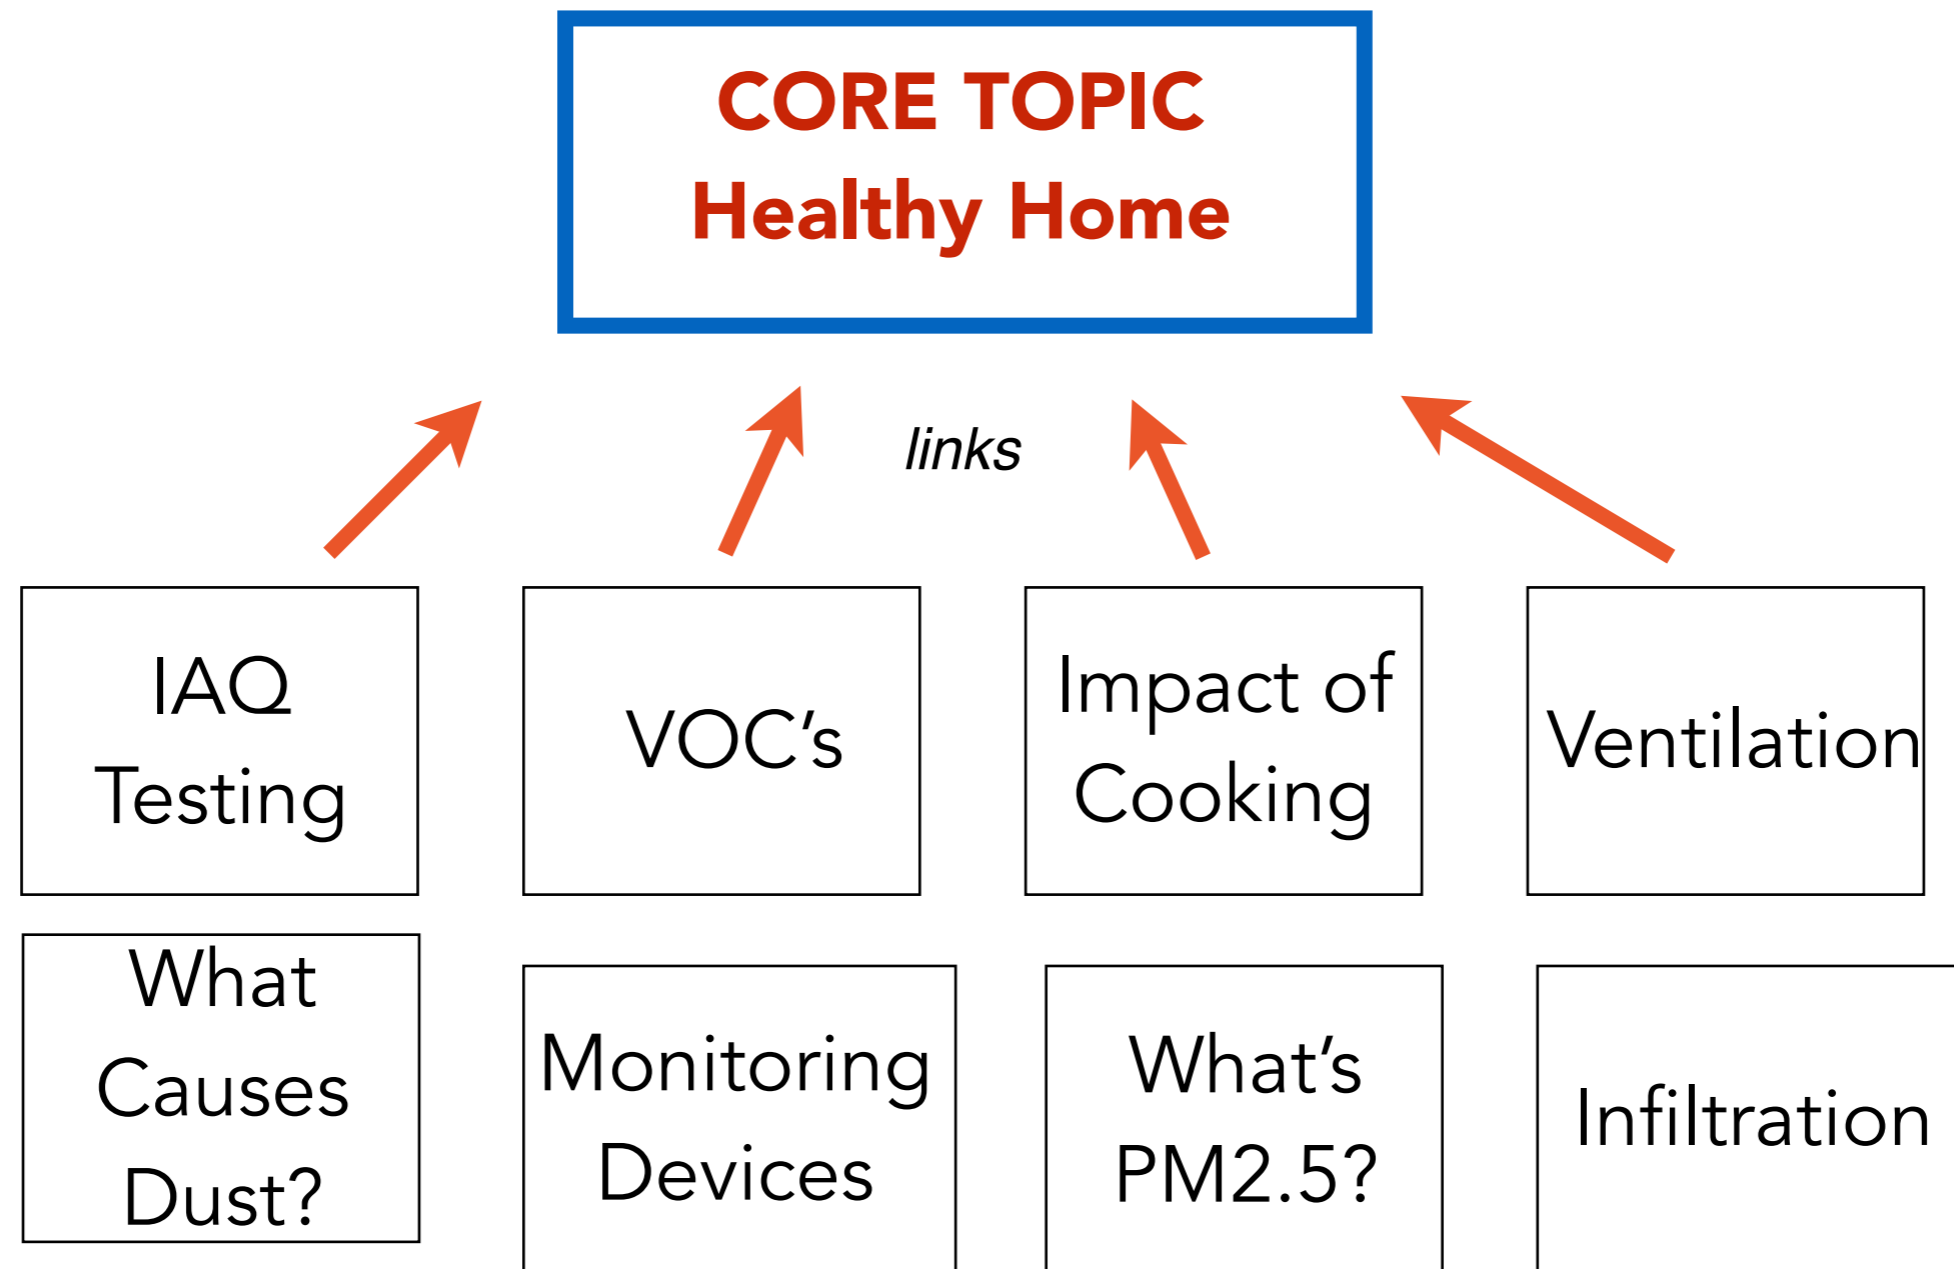 CORE TOPIC
Healthy Home
links
IAQ
Testing
VOC’s
Impact of
Cooking
Ventilation
What
Causes
Dust?
Monitoring
Devices
What’s
PM2.5?
Infiltration